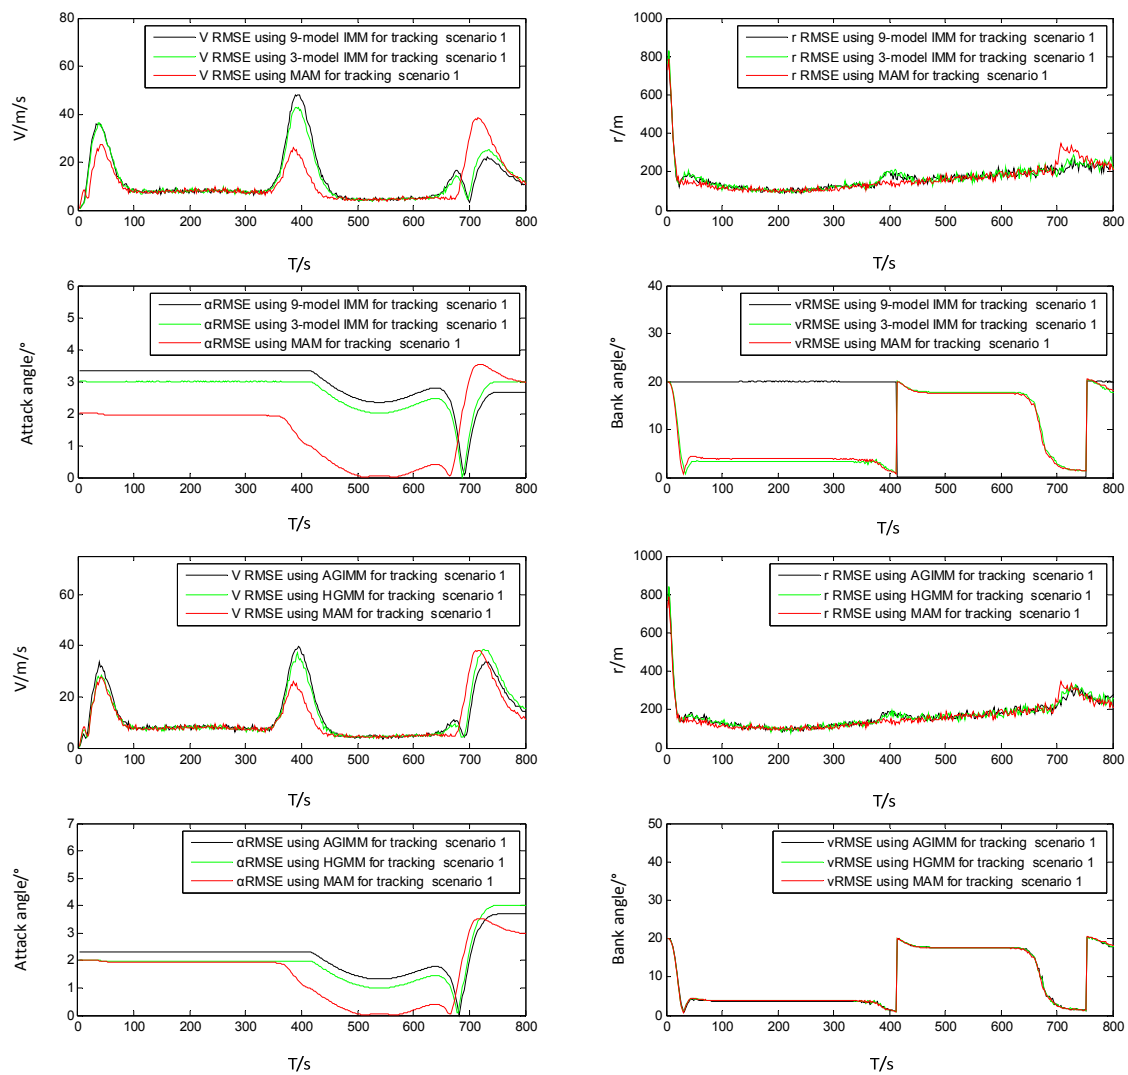 V RMSE using 9-model IMM for tracking scenario 1
V RMSE using 3-model IMM for tracking scenario 1
V RMSE using MAM for tracking scenario 1
80
60
40
20
0
V/m/s
0 100 200 300 400 500 600 700 800
T/s
r RMSE using 9-model IMM for tracking scenario 1
r RMSE using 3-model IMM for tracking scenario 1
r RMSE using MAM for tracking scenario 1
1000
800
600
400
200
0
r/m
0 100 200 300 400 500 600 700 800
T/s
αRMSE using 9-model IMM for tracking scenario 1
αRMSE using 3-model IMM for tracking scenario 1
αRMSE using MAM for tracking scenario 1
6
5
4
3
2
1
0
Attack angle/°
0 100 200 300 400 500 600 700 800
T/s
vRMSE using 9-model IMM for tracking scenario 1
vRMSE using 3-model IMM for tracking scenario 1
vRMSE using MAM for tracking scenario 1
40
30
20
10
0
Bank angle/°
0 100 200 300 400 500 600 700 800
T/s
V RMSE using AGIMM for tracking scenario 1
V RMSE using HGMM for tracking scenario 1
V RMSE using MAM for tracking scenario 1
60
40
20
0
V/m/s
0 100 200 300 400 500 600 700 800
T/s
r RMSE using AGIMM for tracking scenario 1
r RMSE using HGMM for tracking scenario 1
r RMSE using MAM for tracking scenario 1
1000
800
600
400
200
0
r/m
0 100 200 300 400 500 600 700 800
T/s
αRMSE using AGIMM for tracking scenario 1
αRMSE using HGMM for tracking scenario 1
αRMSE using MAM for tracking scenario 1
7
6
5
4
3
2
1
0
Attack angle/°
0 100 200 300 400 500 600 700 800
T/s
vRMSE using AGIMM for tracking scenario 1
vRMSE using HGMM for tracking scenario 1
vRMSE using MAM for tracking scenario 1
50
40
30
20
10
0
Bank angle/°
0 100 200 300 400 500 600 700 800
T/s